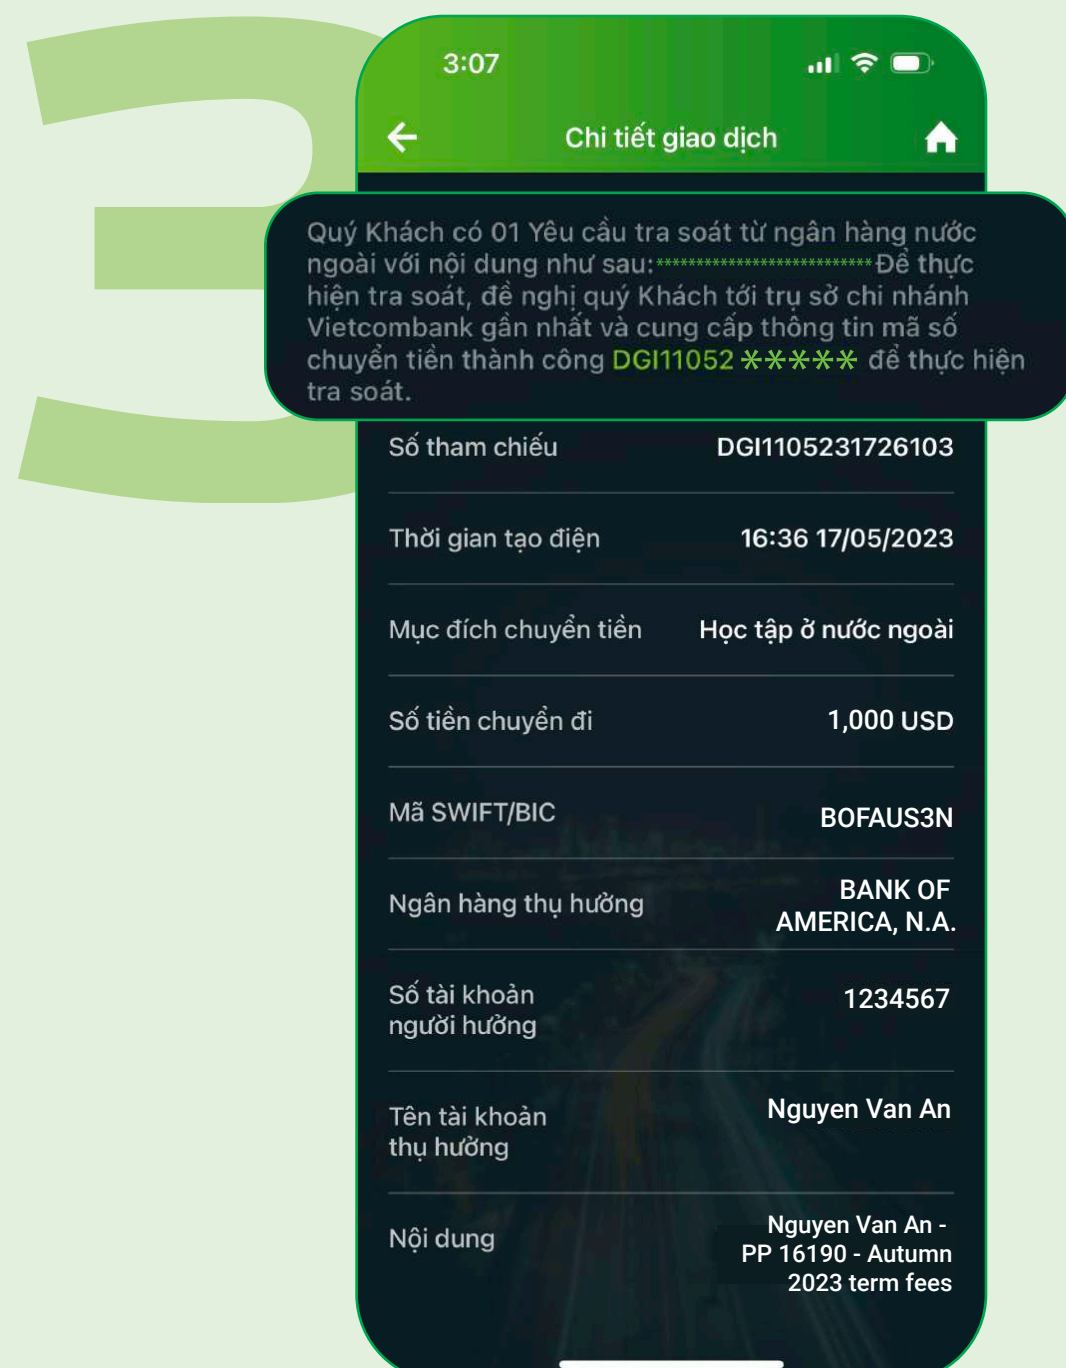 3
3:07
Chi tiết giao dịch
Quý Khách có 01 Yêu cầu tra soát từ ngân hàng nước
ngoài với nội dung như sau:***************************Để thực
hiện tra soát, đề nghị quý Khách tới trụ sở chi nhánh
Vietcombank gần nhất và cung cấp thông tin mã số
chuyển tiền thành công DGI11052 ***** để thực hiện
tra soát.
Số tham chiếu DGI1105231726103
Thời gian tạo điện 16:36 17/05/2023
Mục đích chuyển tiền Học tập ở nước ngoài
Số tiền chuyển đi 1,000 USD
Mã SWIFT/BIC BOFAUS3N
Ngân hàng thụ hưởng BANK OF
AMERICA, N.A.
Số tài khoản 1234567
người hưởng
Tên tài khoản Nguyen Van An
thụ hưởng
Nội dung Nguyen Van An -
PP 16190 - Autumn
2023 term fees